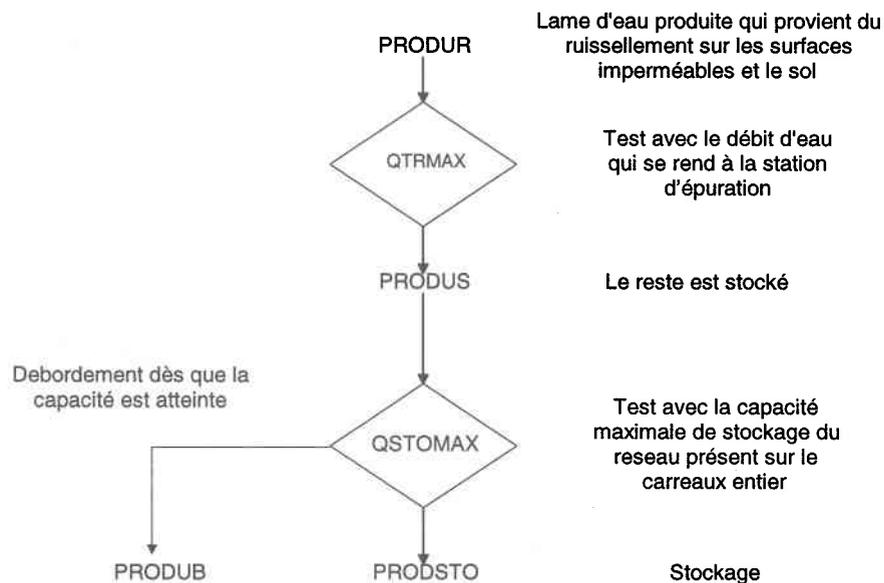 PRODUR
Lame d'eau produite qui provient du
ruissellement sur les surfaces
imperméables et le sol
QTRMAX
Test avec le débit d'eau
qui se rend à la station
d'épuration
PRODUS
Le reste est stocké
Debordement dès que la
capacité est atteinte
QSTOMAX
Test avec la capacité
maximale de stockage du
reseau présent sur le
carreaux entier
PRODUB
PRODSTO
Stockage